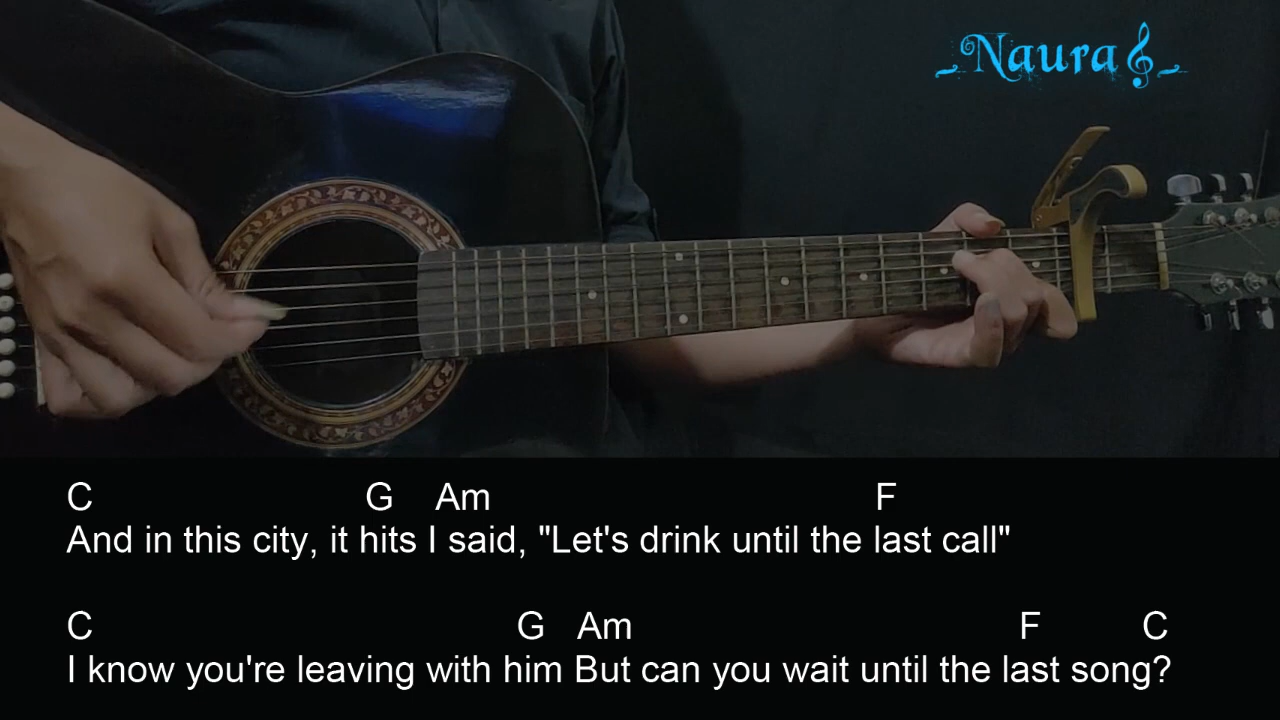 Naura
C G Am F
And in this city, it hits I said, "Let's drink until the last call"
C G Am F C
I know you're leaving with him But can you wait until the last song?